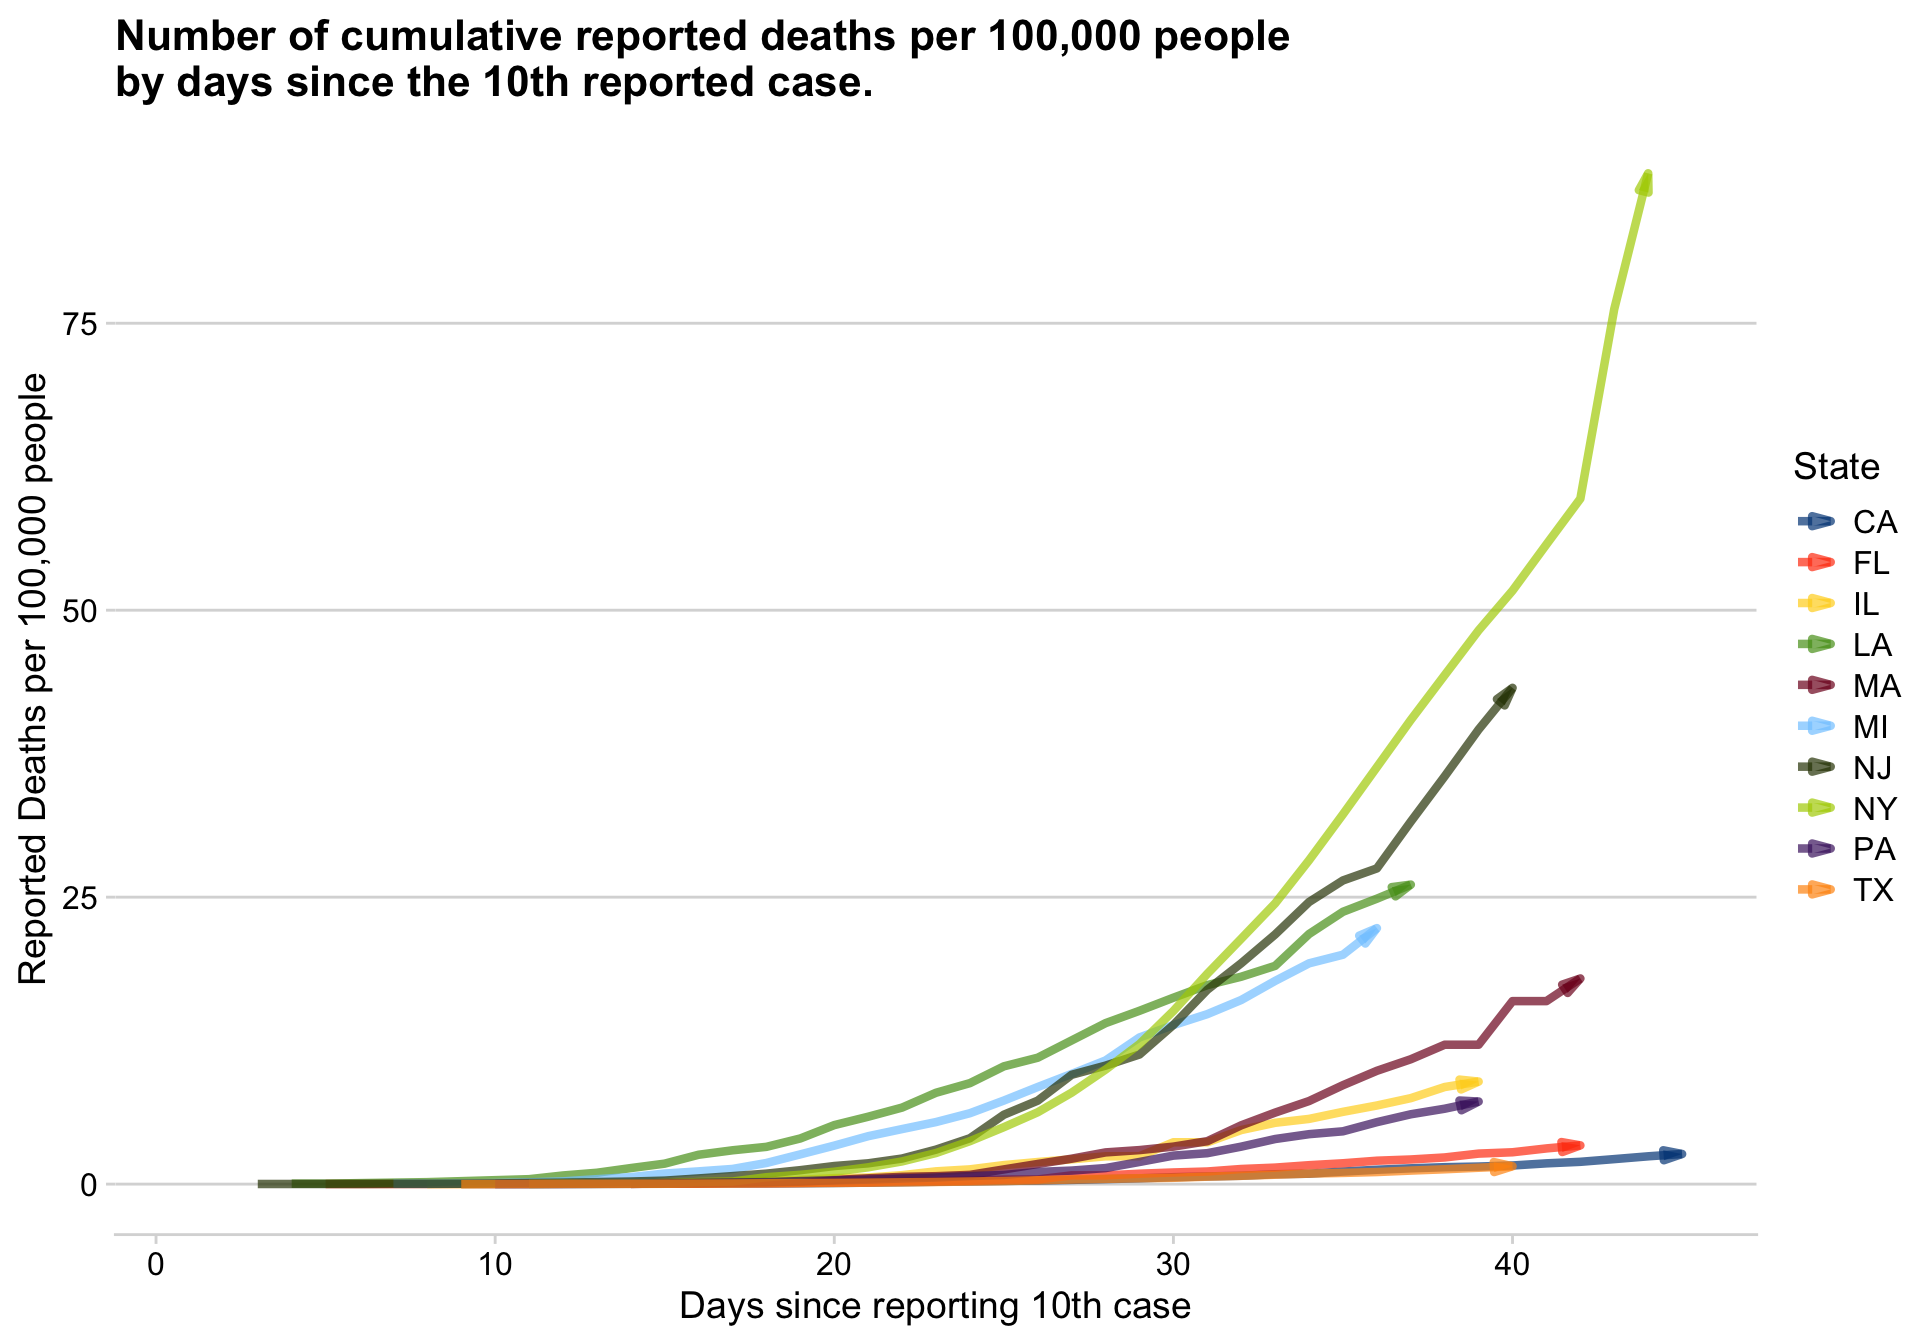 Number of cumulative reported deaths per 100,000 people
by days since the 10th reported case.
Reported Deaths per 100,000 people
75
50
25
0
0
10
20
30
40
Days since reporting 10th case
State
CA
FL
IL
LA
MA
MI
NJ
NY
PA
TX